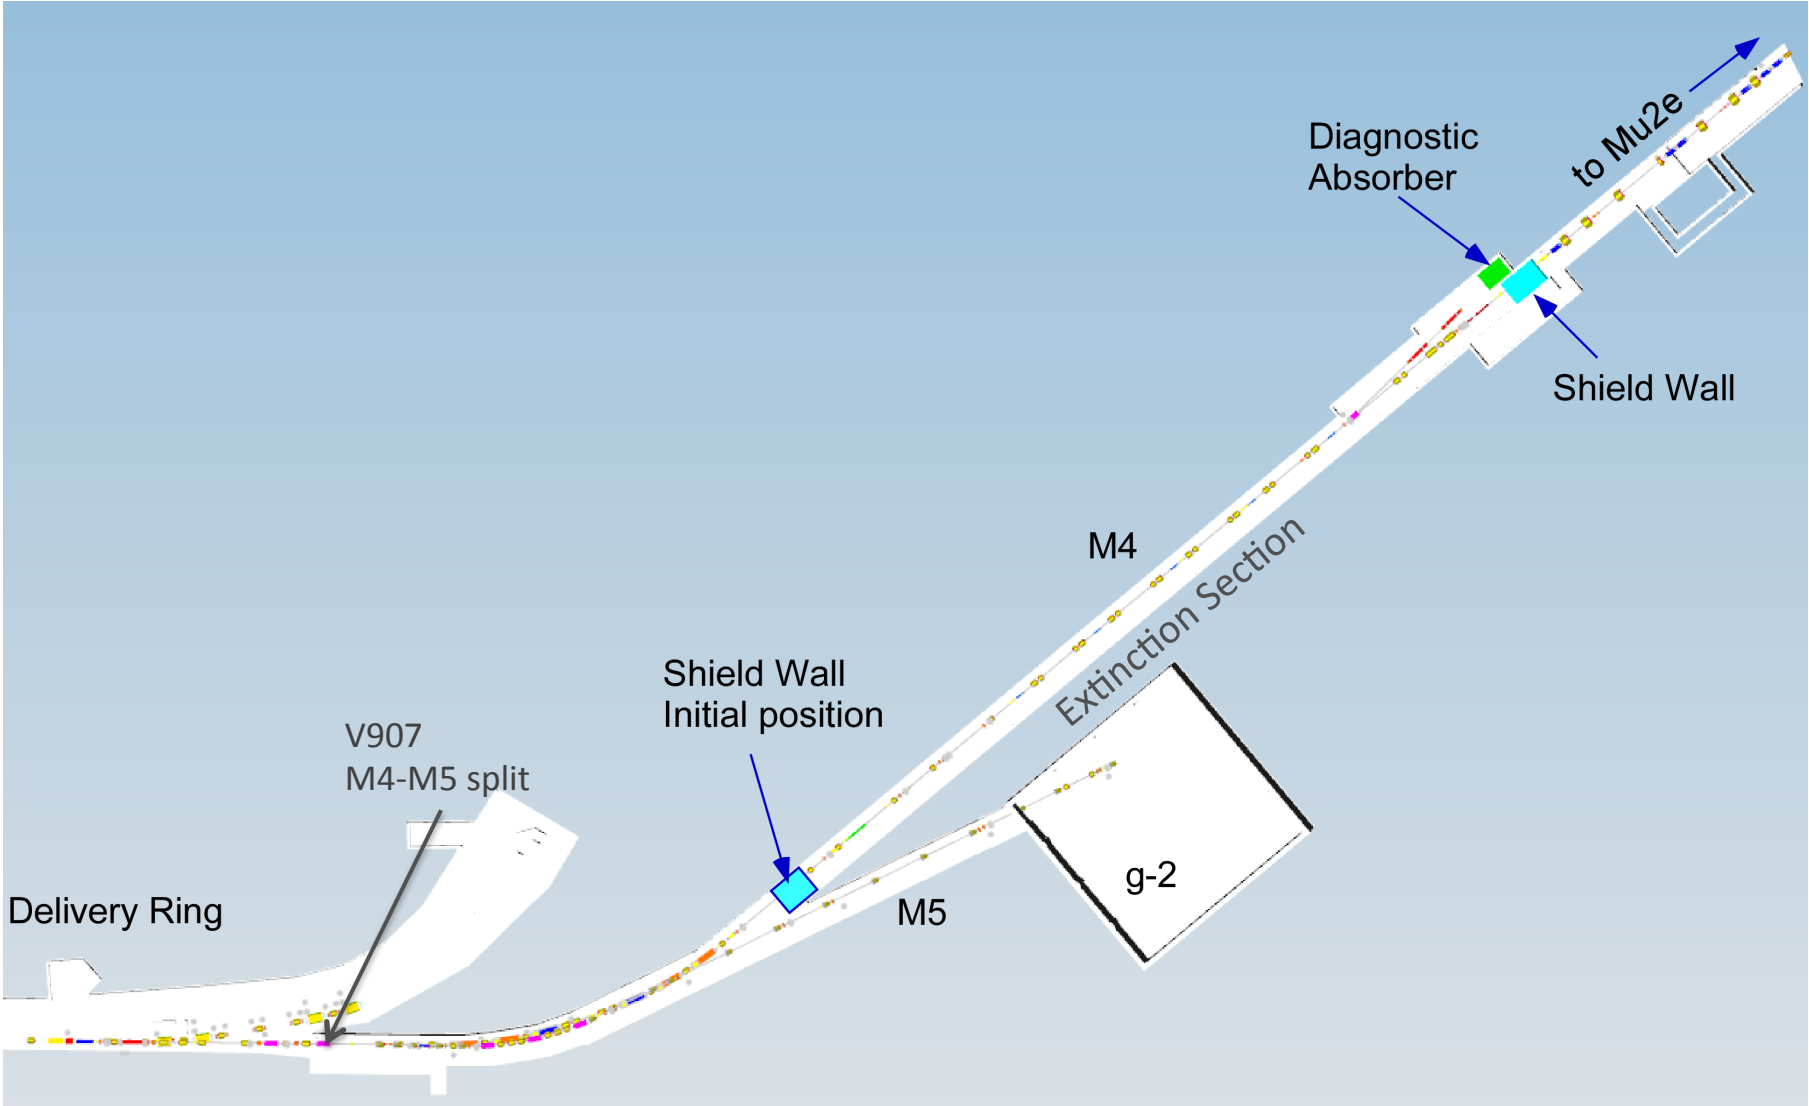 Diagnostic
Absorber
to Mu2e
Shield Wall
M4
Extinction Section
Shield Wall
Initial position
V907
M4-M5 split
Delivery Ring
M5
g-2